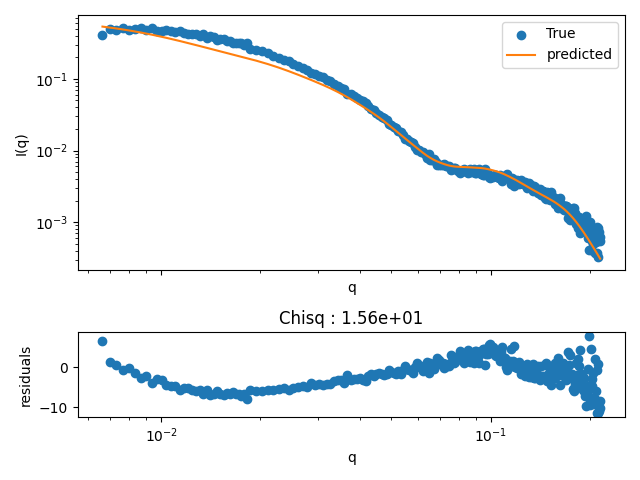 True
predicted
10⁻¹
10⁻²
10⁻³
I(q)
q
Chisq : 1.56e+01
0
−10
residuals
10⁻²
10⁻¹
q